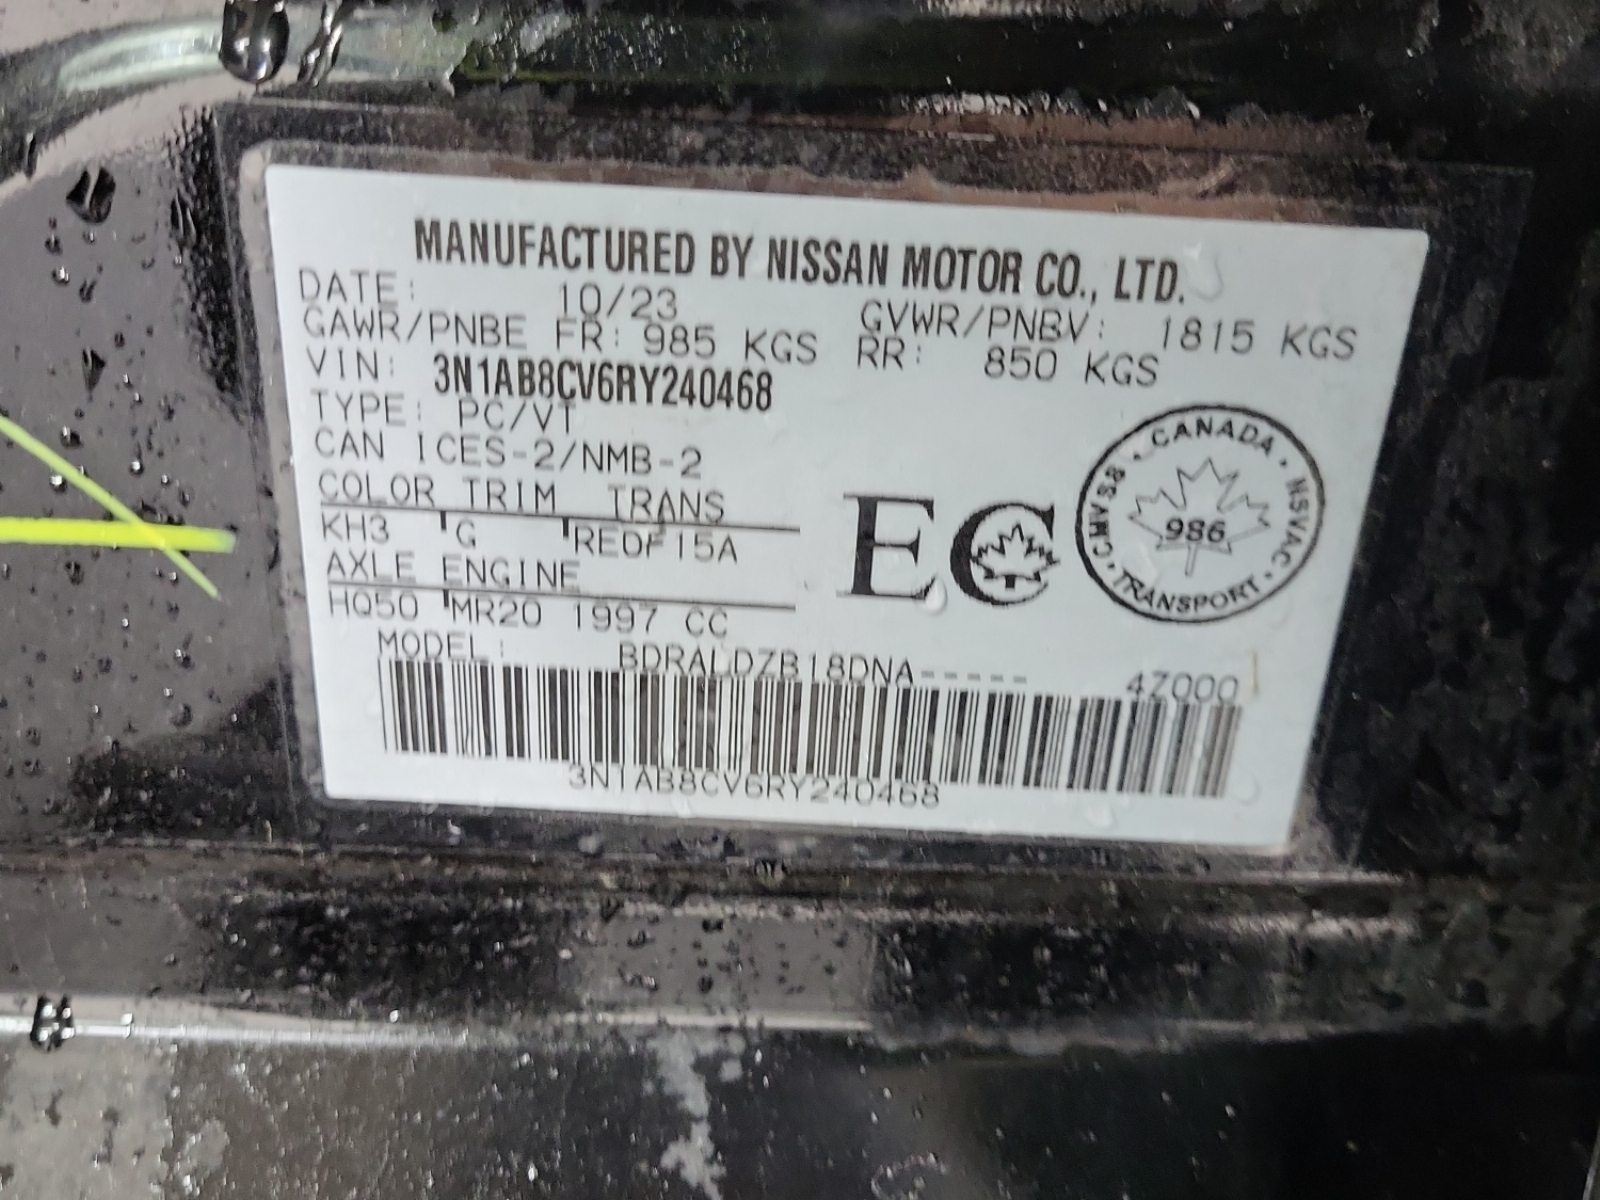 MANUFACTURED BY NISSAN MOTOR CO., LTD.
DATE: 10/23 GVWR/PNBV: 1815 KGS
GAWR/PNBE FR: 985 KGS RR: 850 KGS
VIN: 3N1AB8CV6RY240468
TYPE: PC/VT
CAN ICES-2/NMB-2
COLOR TRIM TRANS
KH3 G RE0F15A
AXLE ENGINE
HQ50 MR20 1997 CC
EC
CANADA · NSVAC · TRANSPORT · CMVSS ·
986
MODEL: BDRALDZB18DNA----- 4Z000
3N1AB8CV6RY240468